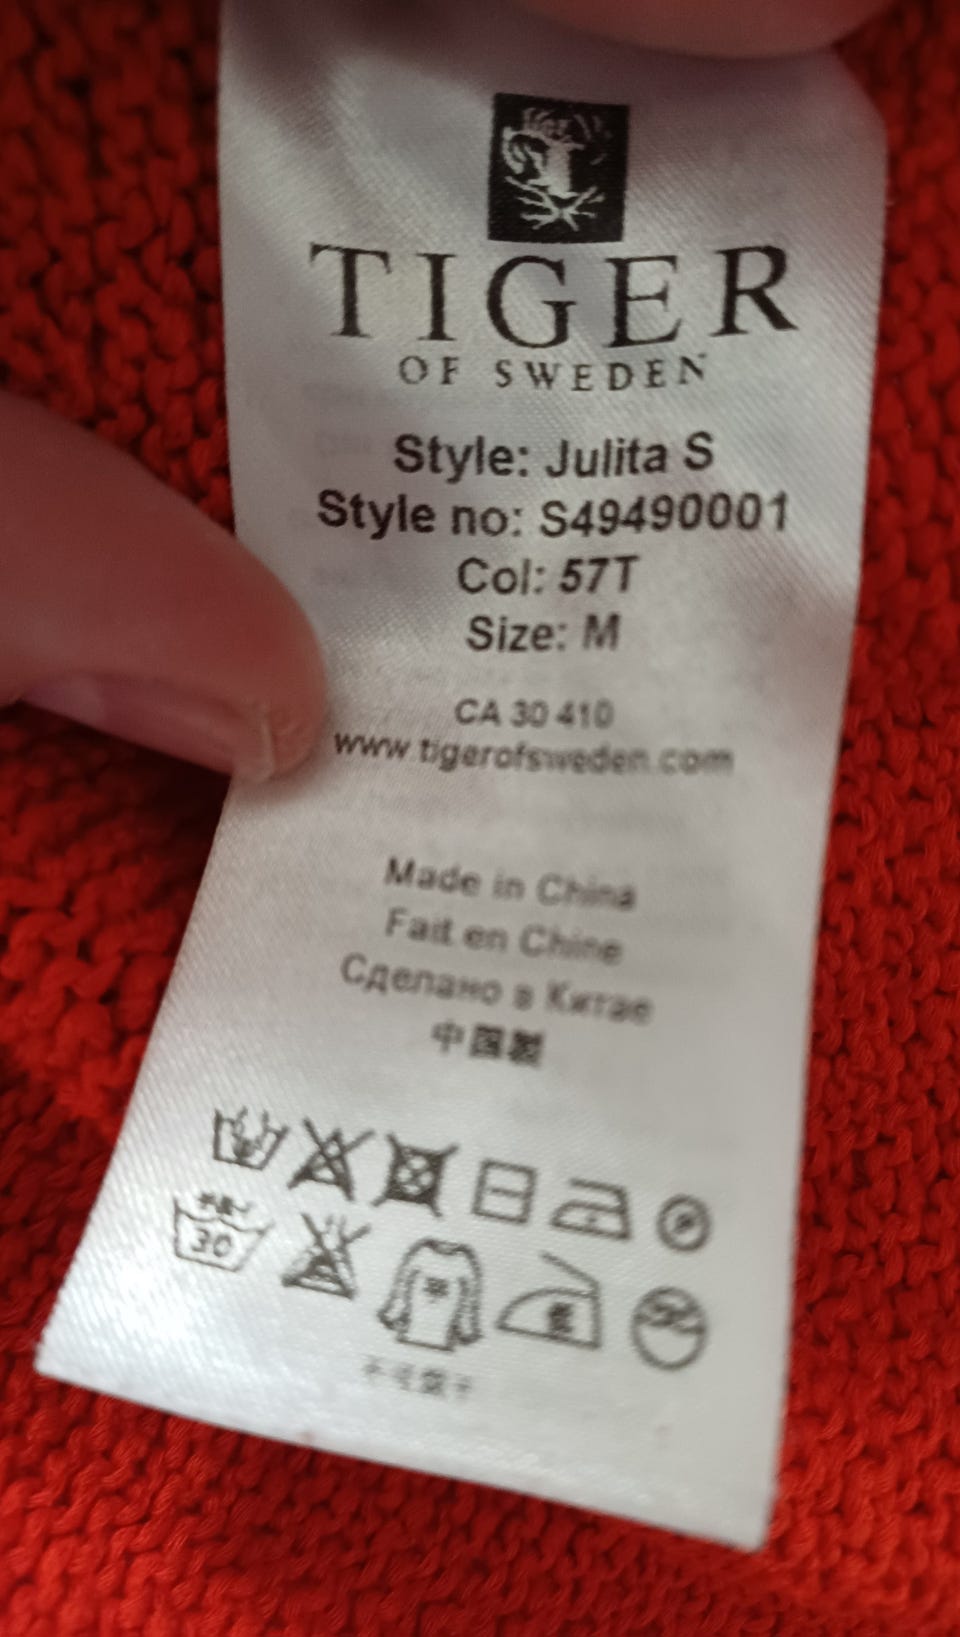 TIGER
OF SWEDEN
Style: Julita S
Style no: S49490001
Col: 57T
Size: M
CA 30 410
www.tigerofsweden.com
Made in China
Fait en Chine
Сделано в Китае
中国製
30